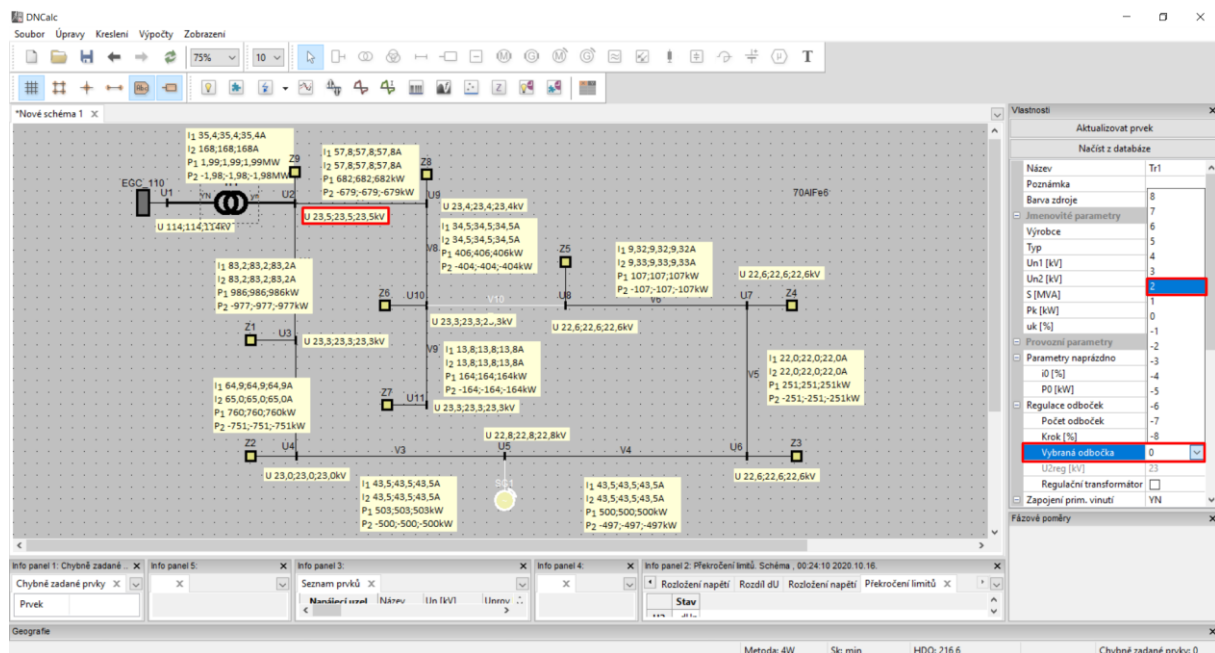 DNCalc
Soubor Úpravy Kreslení Výpočty Zobrazení
75% 10 T
*Nové schéma 1
I1 35,4;35,4;35,4A
I2 168;168;168A
P1 1,99;1,99;1,99MW
P2 -1,98;-1,98;-1,98MW
Z9
I1 57,8;57,8;57,8A
I2 57,8;57,8;57,8A
P1 682;682;682kW
P2 -679;-679;-679kW
Z8
EGC_110
U1
YN
yn
U2
U9
70AlFe6
U 114;114;114kV
U 23,5;23,5;23,5kV
U 23,4;23,4;23,4kV
I1 34,5;34,5;34,5A
I2 34,5;34,5;34,5A
P1 406;406;406kW
P2 -404;-404;-404kW
V8
Z5
I1 9,32;9,32;9,32A
I2 9,33;9,33;9,33A
P1 107;107;107kW
P2 -107;-107;-107kW
U 22,6;22,6;22,6kV
I1 83,2;83,2;83,2A
I2 83,2;83,2;83,2A
P1 986;986;986kW
P2 -977;-977;-977kW
Z6
U10
V10
U8
V6
U7
Z4
U 22,6;22,6;22,6kV
Z1
U3
U 23,3;23,3;23,3kV
V9
I1 13,8;13,8;13,8A
I2 13,8;13,8;13,8A
P1 164;164;164kW
P2 -164;-164;-164kW
V5
I1 22,0;22,0;22,0A
I2 22,0;22,0;22,0A
P1 251;251;251kW
P2 -251;-251;-251kW
I1 64,9;64,9;64,9A
I2 65,0;65,0;65,0A
P1 760;760;760kW
P2 -751;-751;-751kW
Z7
U11
U 23,3;23,3;23,3kV
Z2
U4
V3
U 22,8;22,8;22,8kV
U5
V4
U6
Z3
U 23,0;23,0;23,0kV
U 22,6;22,6;22,6kV
I1 43,5;43,5;43,5A
I2 43,5;43,5;43,5A
P1 503;503;503kW
P2 -500;-500;-500kW
SG1
I1 43,5;43,5;43,5A
I2 43,5;43,5;43,5A
P1 500;500;500kW
P2 -497;-497;-497kW
Vlastnosti
Aktualizovat prvek
Načíst z databáze
Název Tr1
Poznámka
Barva zdroje
Jmenovité parametry
Výrobce
Typ
Un1 [kV]
Un2 [kV]
S [MVA]
Pk [kW]
uk [%]
Provozní parametry
Parametry naprázdno
i0 [%]
P0 [kW]
Regulace odboček
Počet odboček
Krok [%]
Vybraná odbočka 0
U2reg [kV] 23
Regulační transformátor
Zapojení prim. vinutí YN
8
7
6
5
4
3
2
1
0
-1
-2
-3
-4
-5
-6
-7
-8
Fázové poměry
Info panel 1: Chybně zadané ..
Info panel 5:
Info panel 3:
Info panel 4:
Info panel 2: Překročení limitů. Schéma , 00:24:10 2020.10.16.
Chybné zadané prvky
Seznam prvků
Rozložení napětí Rozdíl dU Rozložení napětí Překročení limitů
Prvek
Napájecí uzel Název Un [kV]
Stav
Geografie
Metoda: 4W Sk: min HDO: 216.6 Chybné zadané prvky: 0